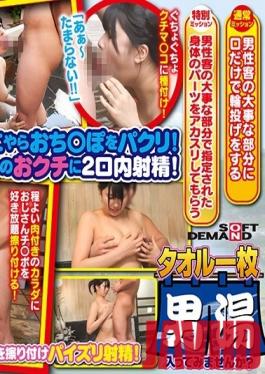 通常
ミッション
男性客の大事な部分に
口だけで輪投げをする
特別
ミッション
男性客の大事な部分で指定された
身体のパーツをアカスリしてもらう
ぐちょぐちょ
クチマ〇コに種付け!
「あぁ〜
たまらない!!」
やらおち〇ぽをパクリ!
のおクチに2口内射精!
程よい肉付きのカラダに
おじさんチ〇ポを
好き放題擦り付ける!
SOFT ON
DEMAND
タオル一枚
男湯
入ってみませんか?
を擦り付けパイズリ射精!